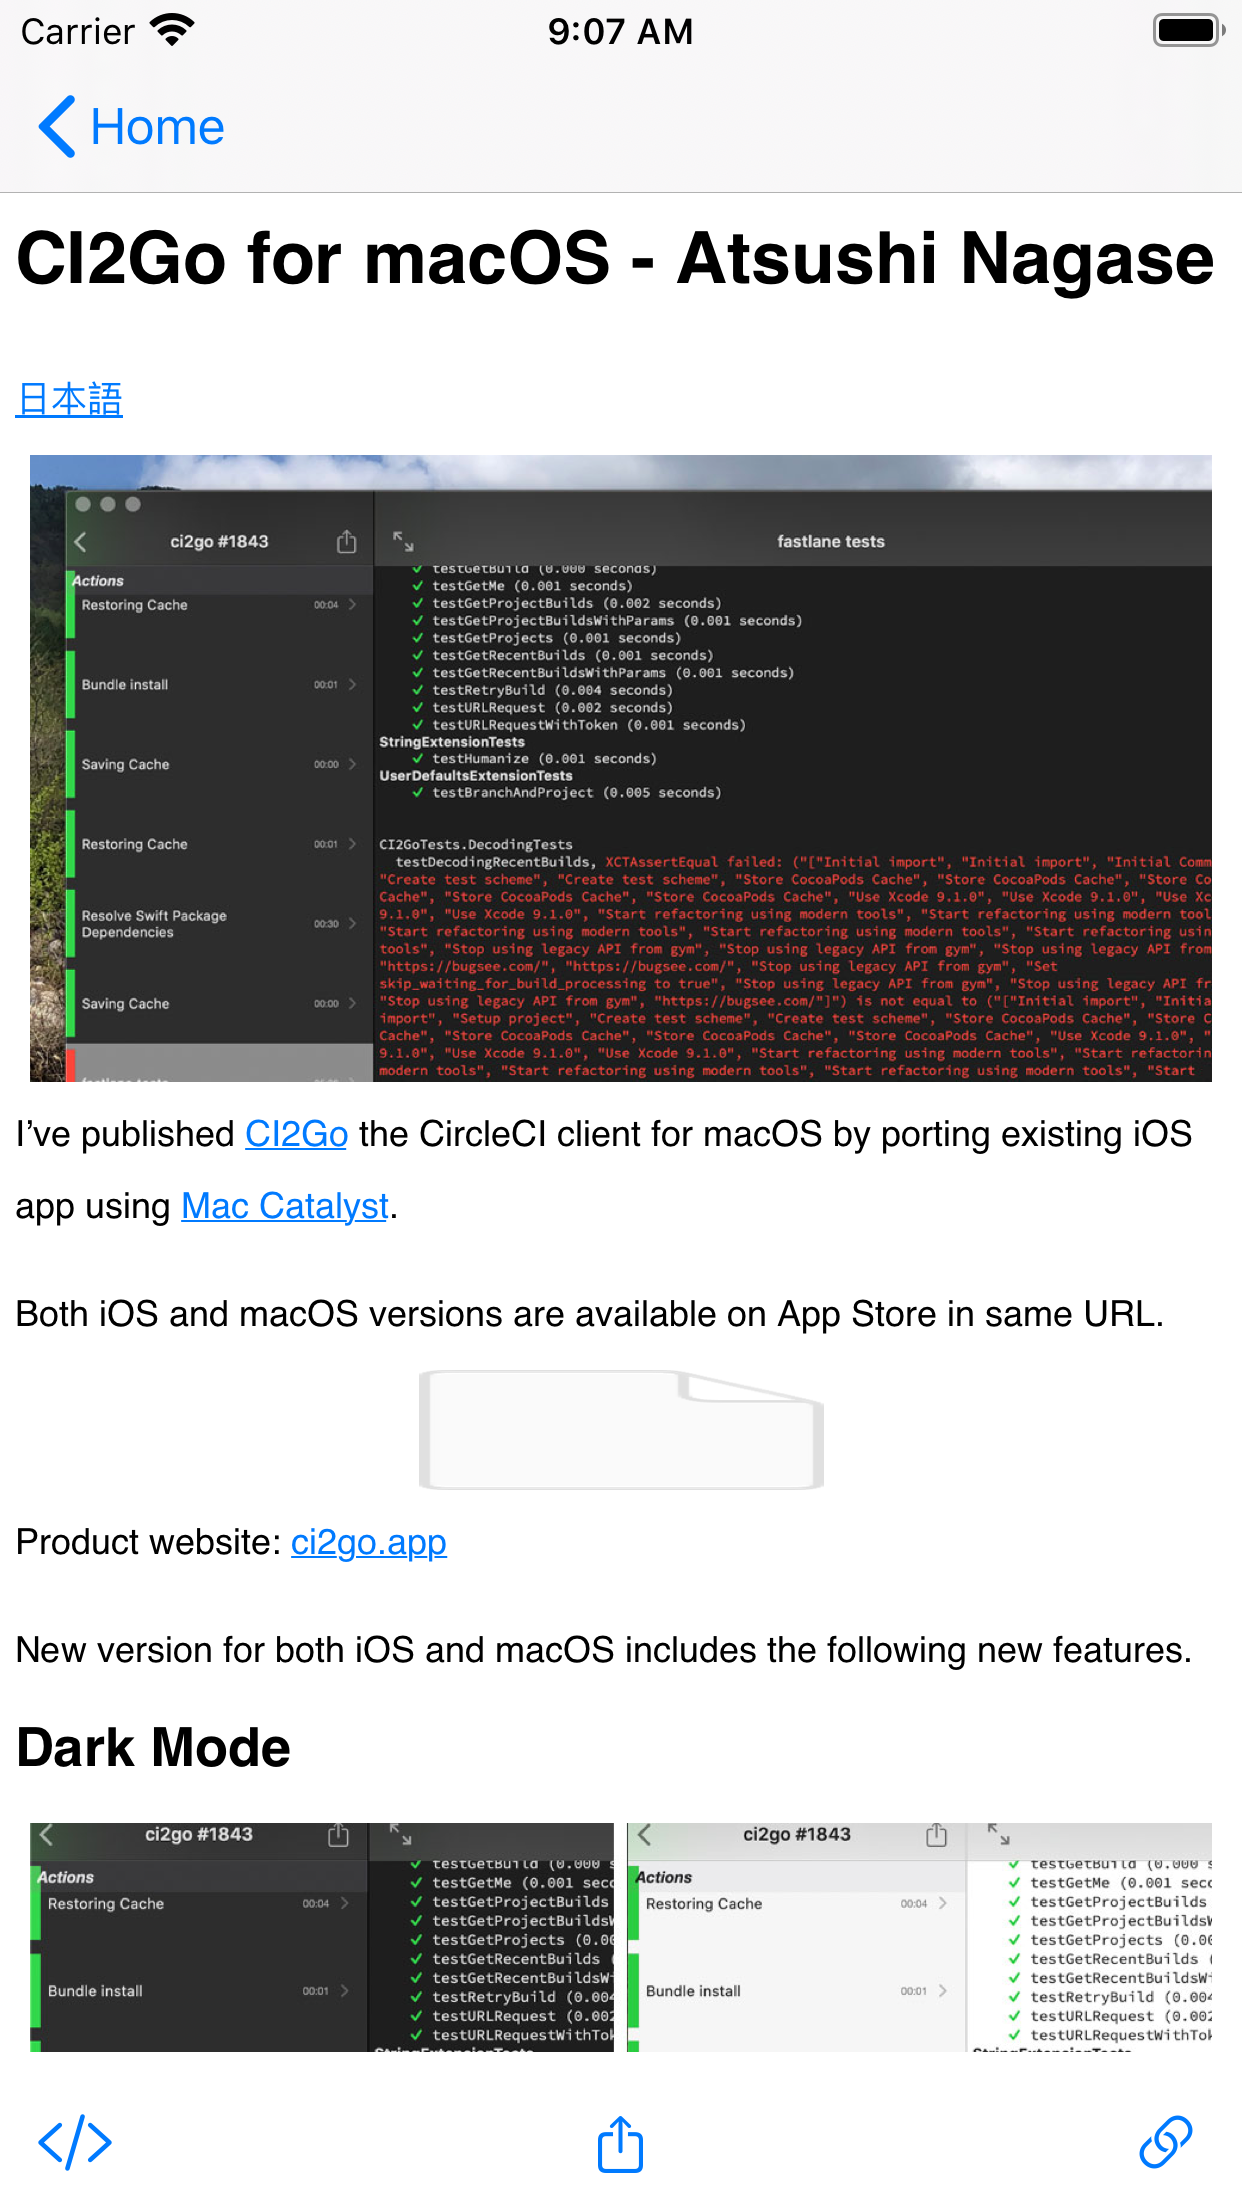 Carrier 9:07 AM
Home
CI2Go for macOS - Atsushi Nagase
日本語
ci2go #1843
fastlane tests
Actions
Restoring Cache 00:04
Bundle install 00:01
Saving Cache 00:00
Restoring Cache 00:01
Resolve Swift Package
Dependencies 00:30
Saving Cache 00:00
fastlane tests
✓ testGetBuild (0.000 seconds)
✓ testGetMe (0.001 seconds)
✓ testGetProjectBuilds (0.002 seconds)
✓ testGetProjectBuildsWithParams (0.001 seconds)
✓ testGetProjects (0.001 seconds)
✓ testGetRecentBuilds (0.001 seconds)
✓ testGetRecentBuildsWithParams (0.001 seconds)
✓ testRetryBuild (0.004 seconds)
✓ testURLRequest (0.002 seconds)
✓ testURLRequestWithToken (0.001 seconds)
StringExtensionTests
✓ testHumanize (0.001 seconds)
UserDefaultsExtensionTests
✓ testBranchAndProject (0.005 seconds)
CI2GoTests.DecodingTests
testDecodingRecentBuilds, XCTAssertEqual failed: ("["Initial import", "Initial import", "Initial Comm
"Create test scheme", "Create test scheme", "Store CocoaPods Cache", "Store CocoaPods Cache", "Store Co
Cache", "Store CocoaPods Cache", "Store CocoaPods Cache", "Use Xcode 9.1.0", "Use Xcode 9.1.0", "Use Xc
9.1.0", "Use Xcode 9.1.0", "Start refactoring using modern tools", "Start refactoring using modern tool
"Start refactoring using modern tools", "Start refactoring using modern tools", "Start refactoring usin
tools", "Stop using legacy API from gym", "Stop using legacy API from gym", "Stop using legacy API from
"https://bugsee.com/", "https://bugsee.com/", "Stop using legacy API from gym", "Set
skip_waiting_for_build_processing to true", "Stop using legacy API from gym", "Stop using legacy API fr
"Stop using legacy API from gym", "https://bugsee.com/"]") is not equal to ("["Initial import", "Initia
import", "Setup project", "Create test scheme", "Create test scheme", "Store CocoaPods Cache", "Store C
Cache", "Store CocoaPods Cache", "Store CocoaPods Cache", "Store CocoaPods Cache", "Use Xcode 9.1.0", "
9.1.0", "Use Xcode 9.1.0", "Use Xcode 9.1.0", "Start refactoring using modern tools", "Start refactorin
modern tools", "Start refactoring using modern tools", "Start refactoring using modern tools", "Start
I’ve published CI2Go the CircleCI client for macOS by porting existing iOS
app using Mac Catalyst.
Both iOS and macOS versions are available on App Store in same URL.
Product website: ci2go.app
New version for both iOS and macOS includes the following new features.
Dark Mode
ci2go #1843
Actions
Restoring Cache 00:04
Bundle install 00:01
✓ testGetBuild (0.000 s
✓ testGetMe (0.001 seco
✓ testGetProjectBuilds
✓ testGetProjectBuildsW
✓ testGetProjects (0.00
✓ testGetRecentBuilds (
✓ testGetRecentBuildsWi
✓ testRetryBuild (0.004
✓ testURLRequest (0.002
✓ testURLRequestWithTok
StringExtensionTests
ci2go #1843
Actions
Restoring Cache 00:04
Bundle install 00:01
✓ testGetBuild (0.000 s
✓ testGetMe (0.001 secc
✓ testGetProjectBuilds
✓ testGetProjectBuildsW
✓ testGetProjects (0.00
✓ testGetRecentBuilds (
✓ testGetRecentBuildsWi
✓ testRetryBuild (0.004
✓ testURLRequest (0.002
✓ testURLRequestWithTok
StringExtensionTests